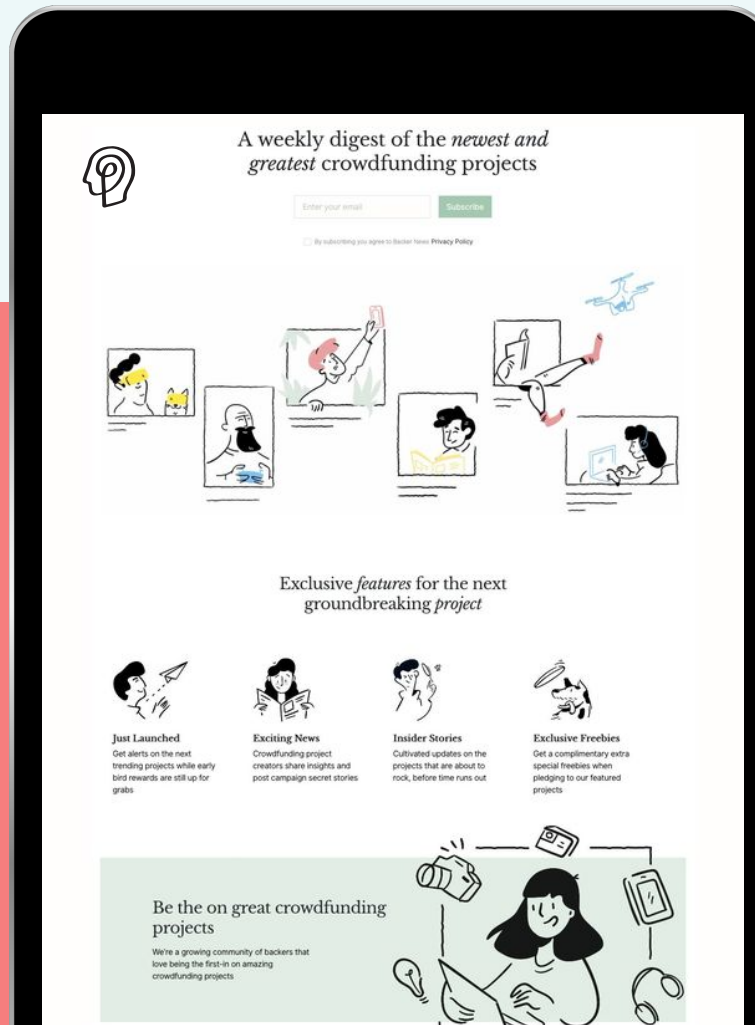 A weekly digest of the newest and
greatest crowdfunding projects
Enter your email
Subscribe
By subscribing you agree to Backer News Privacy Policy
Exclusive features for the next
groundbreaking project
Just Launched
Get alerts on the next
trending projects while early
bird rewards are still up for
grabs
Exciting News
Crowdfunding project
creators share insights and
post campaign secret stories
Insider Stories
Cultivated updates on the
projects that are about to
rock, before time runs out
Exclusive Freebies
Get a complimentary extra
special freebies when
pledging to our featured
projects
Be the on great crowdfunding
projects
We're a growing community of backers that
love being the first-in on amazing
crowdfunding projects